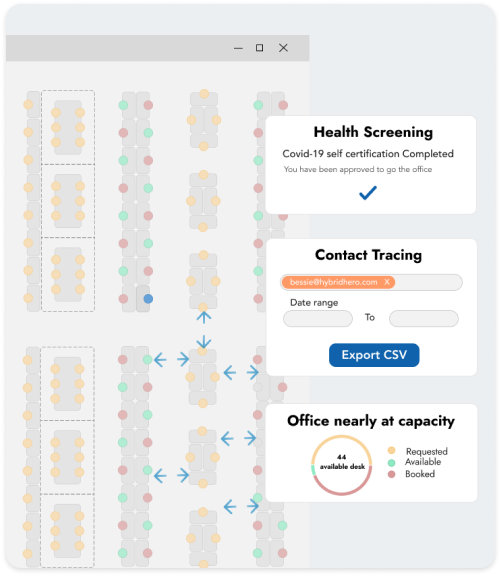 Health Screening
Covid-19 self certification Completed
You have been approved to go the office
Contact Tracing
bessie@hybridhero.com X
Date range
To
Export CSV
Office nearly at capacity
44
available desk
Requested
Available
Booked